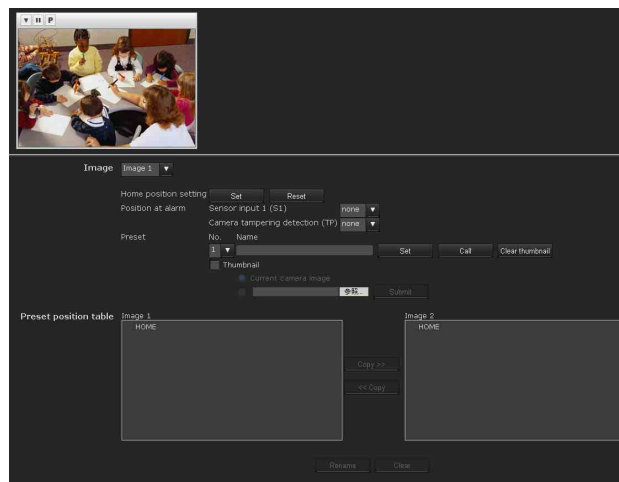 P
Image Image 1
Home position setting Set Reset
Position at alarm Sensor input 1 (S1) none
Camera tampering detection (TP) none
Preset No. Name
1 Set Call Clear thumbnail
Thumbnail
Current camera image
参照... Submit
Preset position table Image 1 Image 2
HOME HOME
Copy >>
<< Copy
Rename Clear